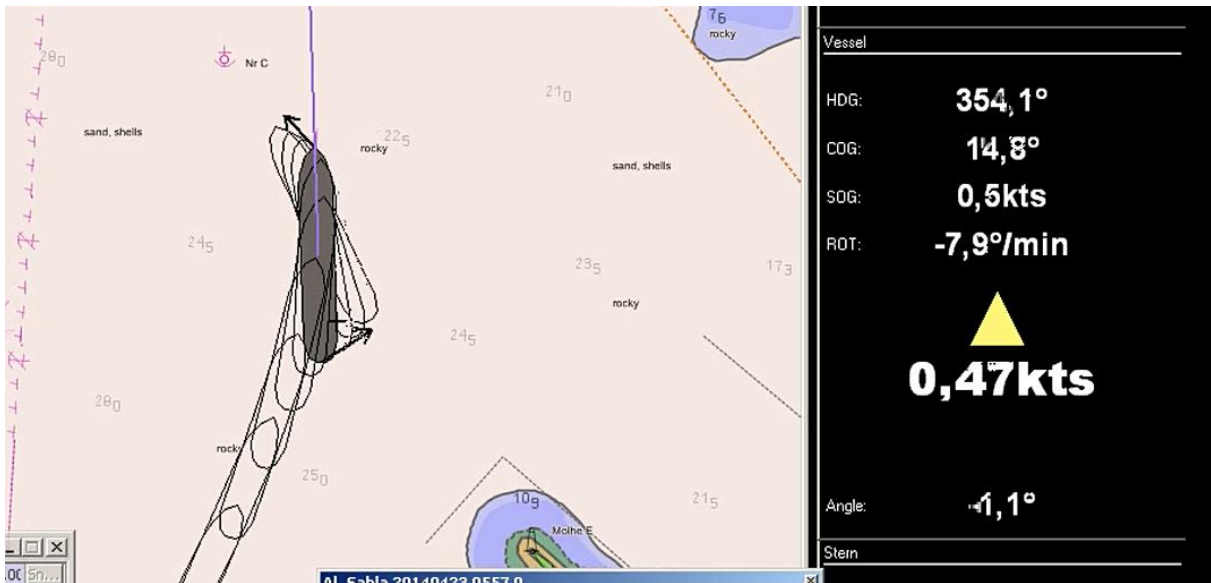 7₆
rocky
28₀
Nr C
21₀
sand, shells
22₅
rocky
sand, shells
24₅
23₅
17₃
rocky
24₅
28₀
rock
25₀
10₉
21₅
Molhe E
Vessel
HDG: 354,1°
COG: 14,8°
SOG: 0,5kts
ROT: -7,9°/min
0,47kts
Angle: -1,1°
Stern
Sn...